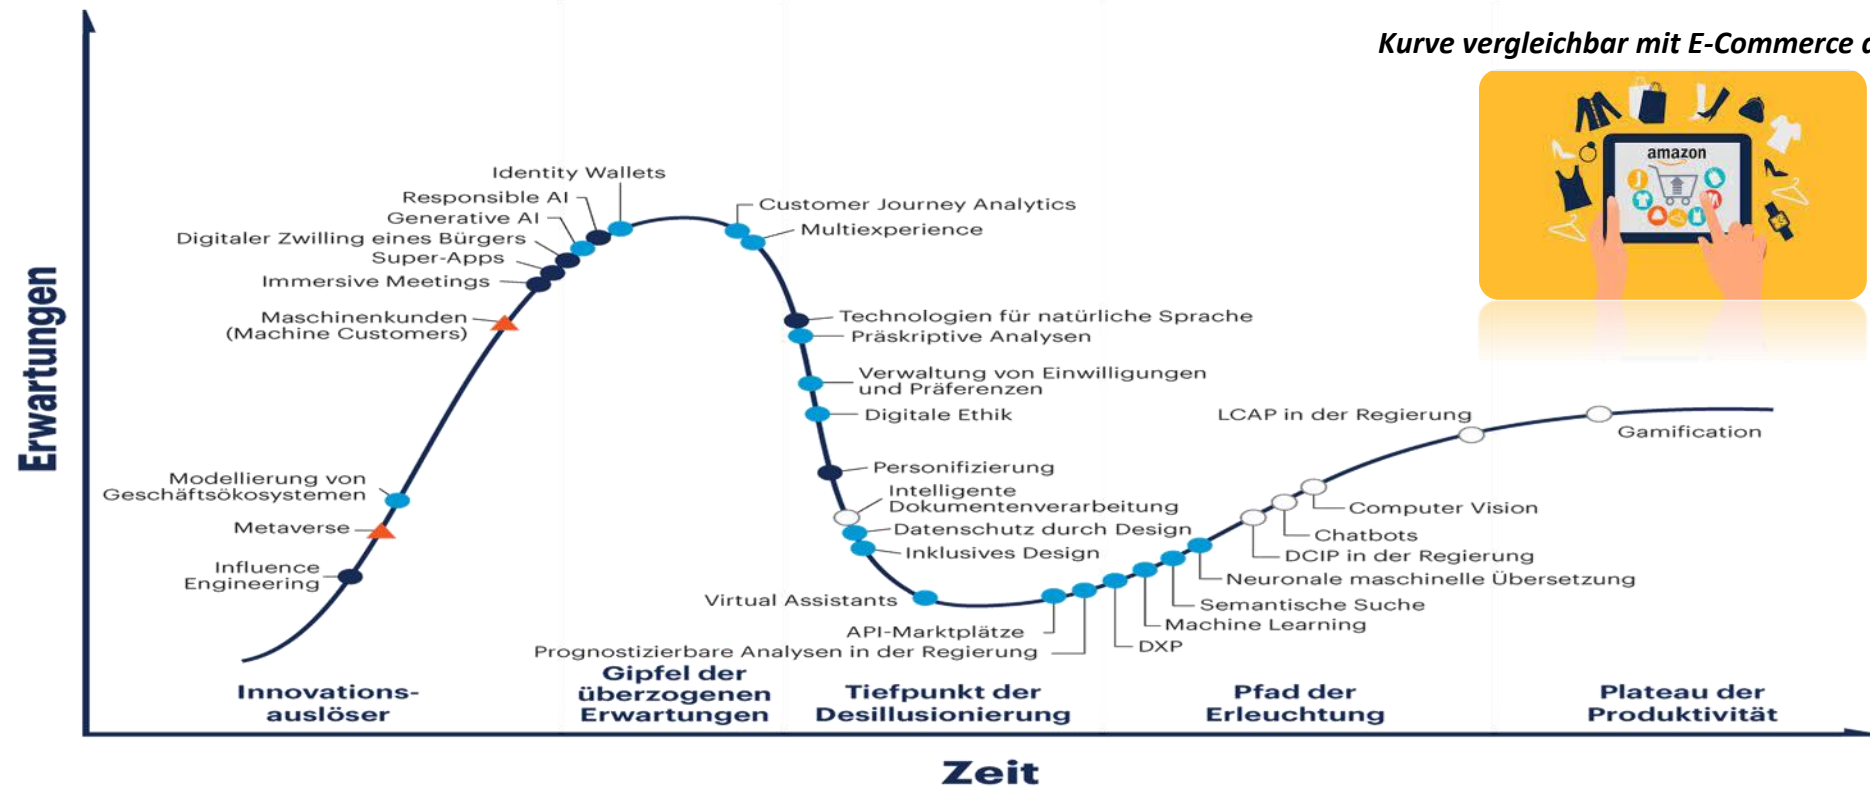 Kurve vergleichbar mit E-Commerce
amazon
Erwartungen
Identity Wallets
Responsible AI
Generative AI
Digitaler Zwilling eines Bürgers
Super-Apps
Immersive Meetings
Maschinenkunden
(Machine Customers)
Modellierung von
Geschäftsökosystemen
Metaverse
Influence
Engineering
Customer Journey Analytics
Multiexperience
Technologien für natürliche Sprache
Präskriptive Analysen
Verwaltung von Einwilligungen
und Präferenzen
Digitale Ethik
Personifizierung
Intelligente
Dokumentenverarbeitung
Datenschutz durch Design
Inklusives Design
Virtual Assistants
API-Marktplätze
Prognostizierbare Analysen in der Regierung
DXP
Machine Learning
Semantische Suche
Neuronale maschinelle Übersetzung
DCIP in der Regierung
Chatbots
Computer Vision
LCAP in der Regierung
Gamification
Innovations-
auslöser
Gipfel der
überzogenen
Erwartungen
Tiefpunkt der
Desillusionierung
Pfad der
Erleuchtung
Plateau der
Produktivität
Zeit